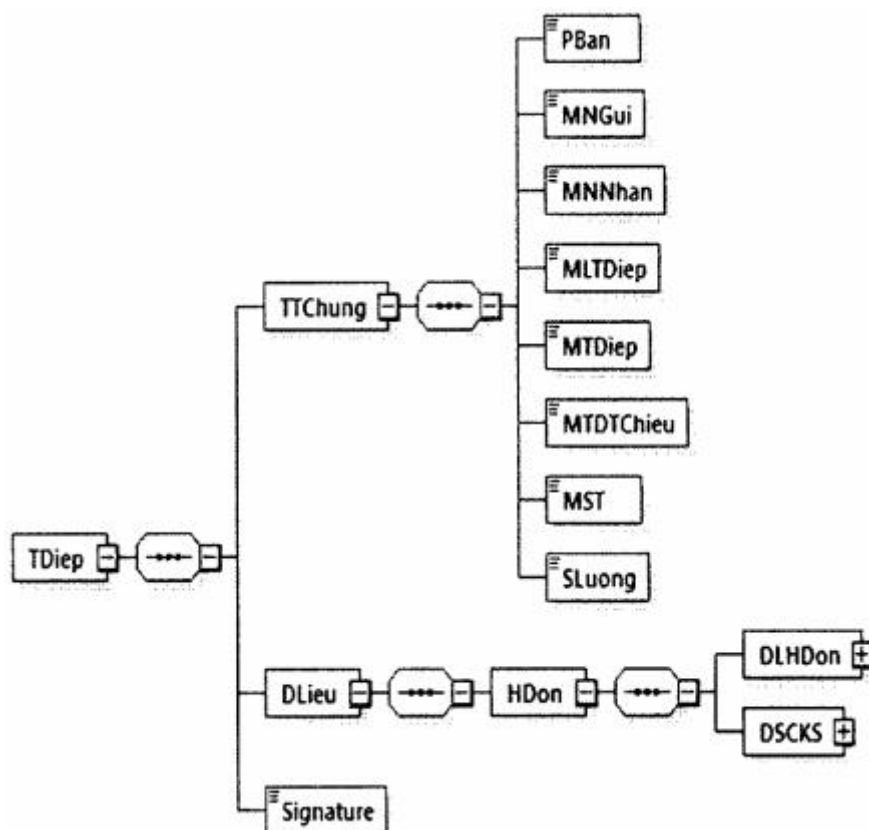 PBan
MNGui
MNNhan
MLTDiep
TTChung
MTDiep
MTDTChieu
MST
TDiep
SLuong
DLHDon
DLieu
HDon
DSCKS
Signature